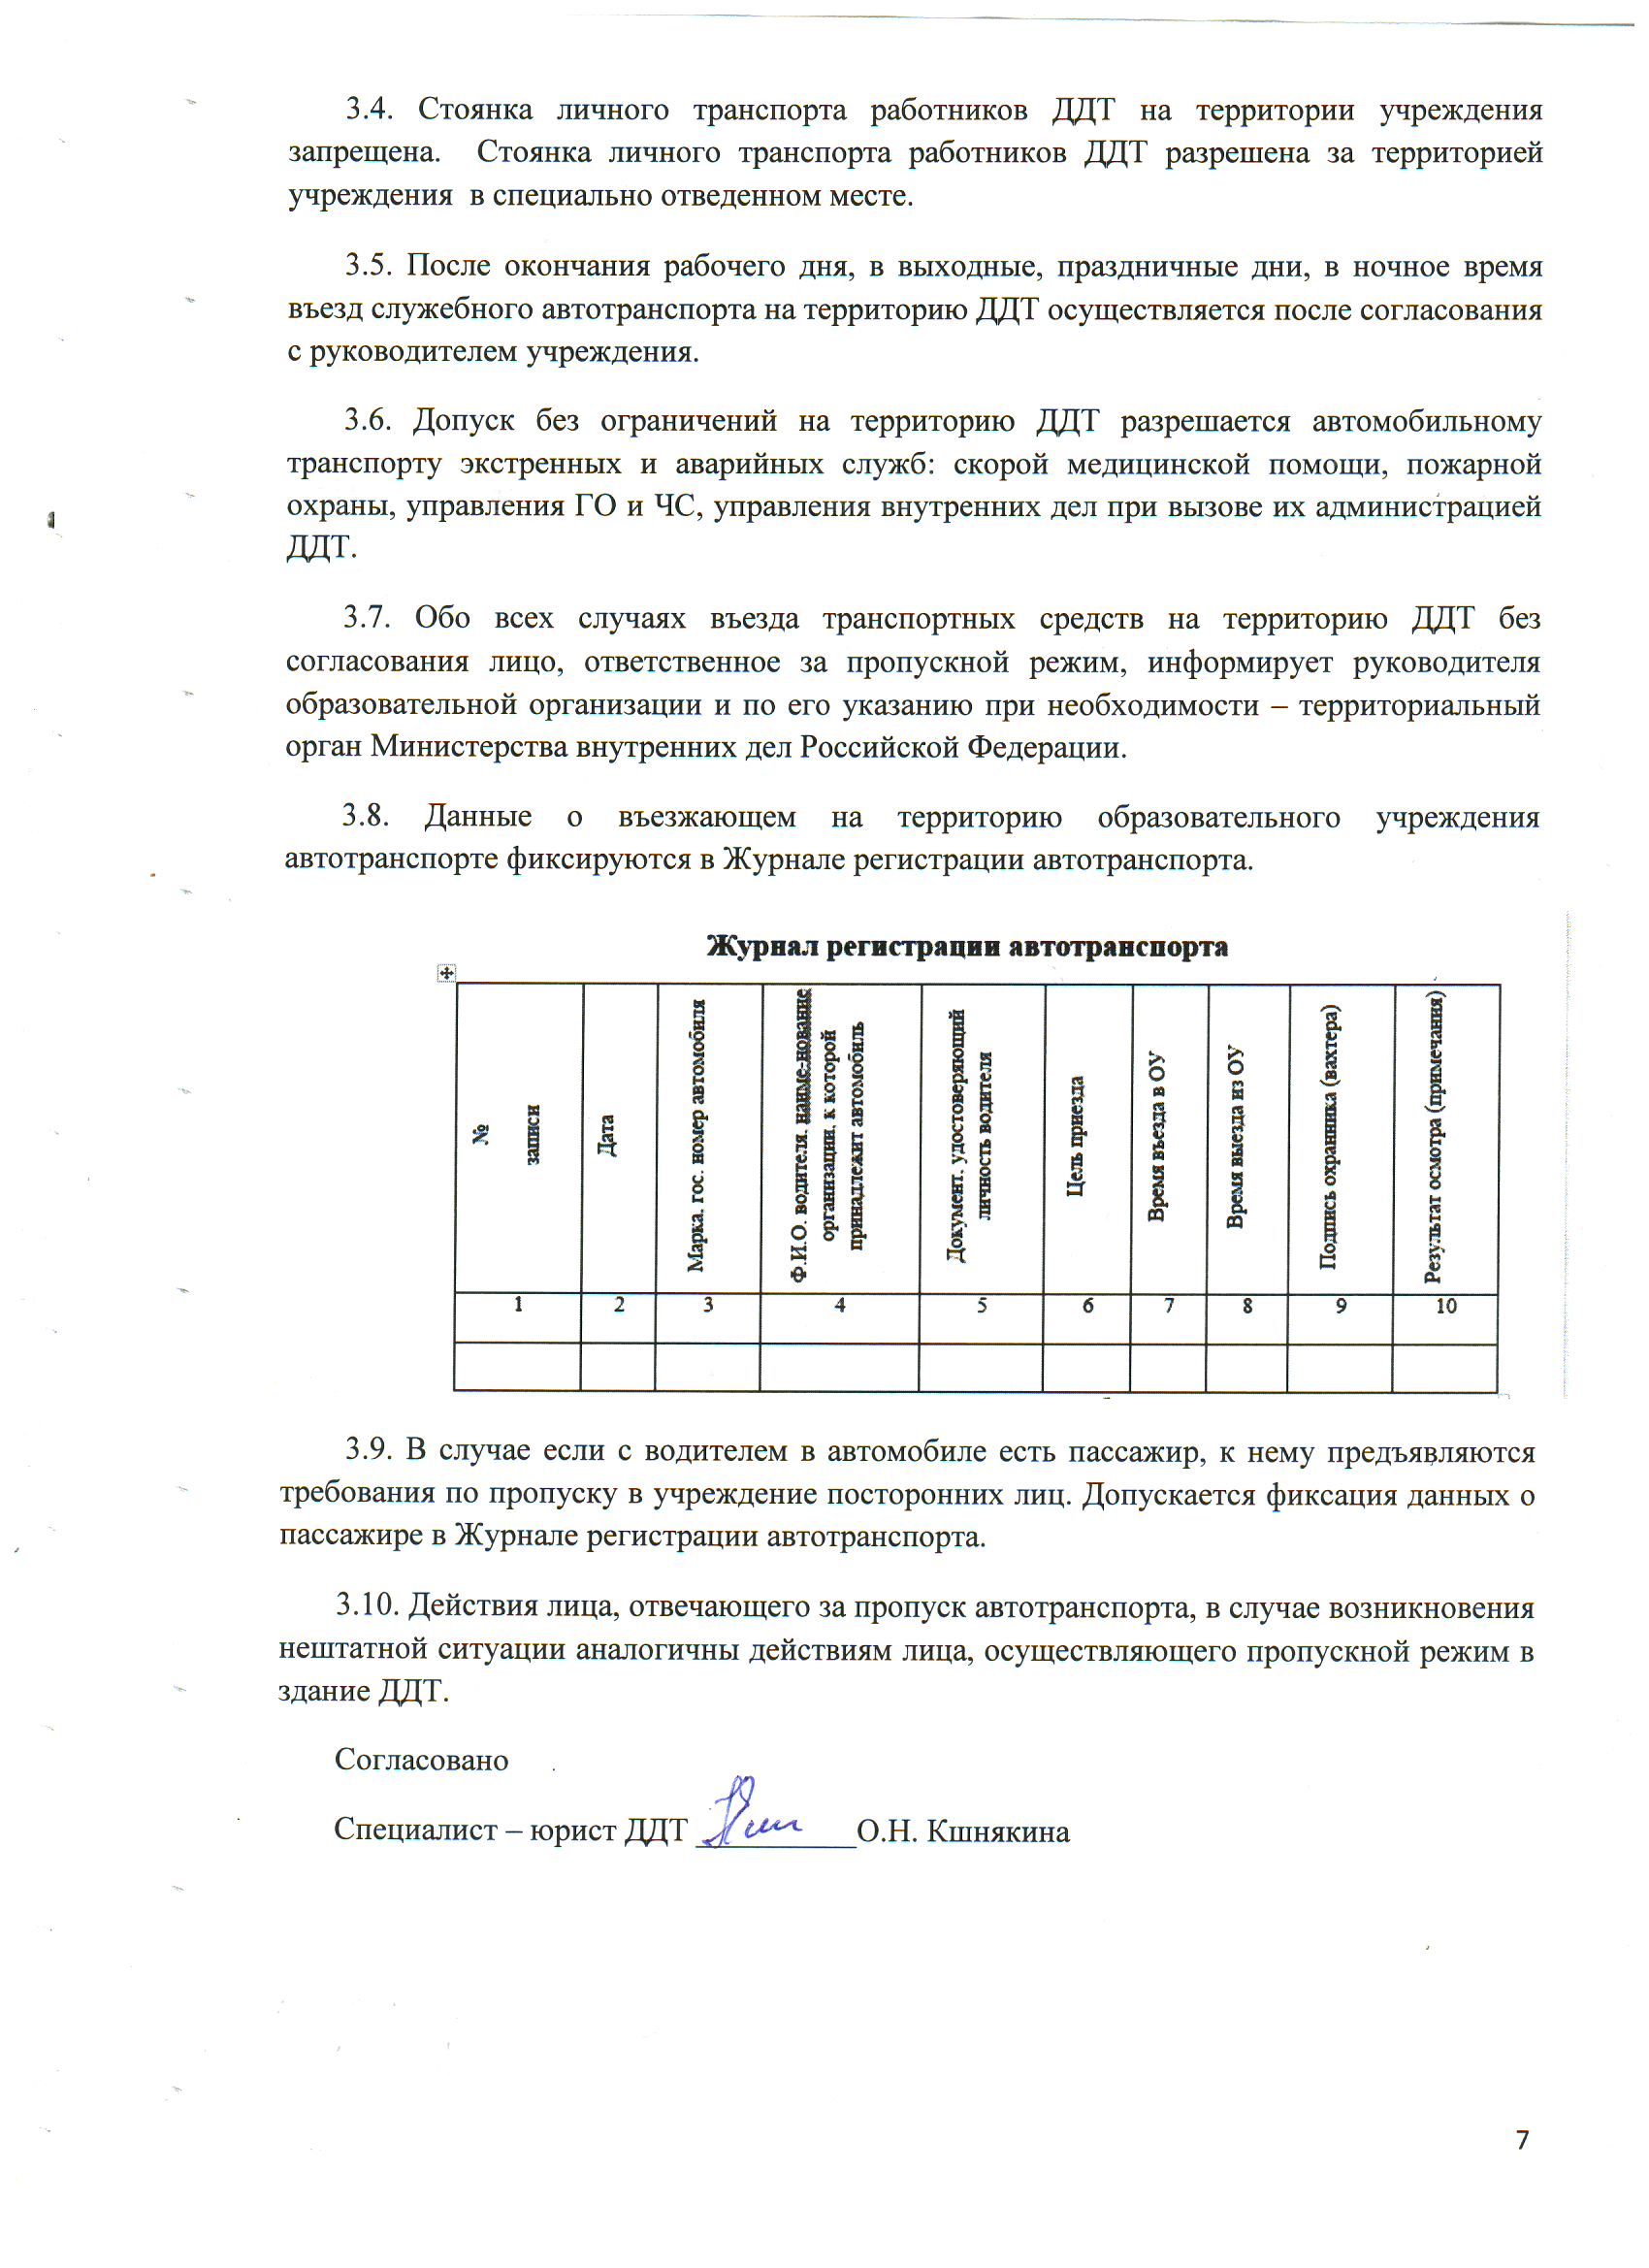 3.4. Стоянка личного транспорта работников ДДТ на территории учреждения
запрещена. Стоянка личного транспорта работников ДДТ разрешена за территорией
учреждения в специально отведенном месте.
3.5. После окончания рабочего дня, в выходные, праздничные дни, в ночное время
въезд служебного автотранспорта на территорию ДДТ осуществляется после согласования
с руководителем учреждения.
3.6. Допуск без ограничений на территорию ДДТ разрешается автомобильному
транспорту экстренных и аварийных служб: скорой медицинской помощи, пожарной
охраны, управления ГО и ЧС, управления внутренних дел при вызове их администрацией
ДДТ.
3.7. Обо всех случаях въезда транспортных средств на территорию ДДТ без
согласования лицо, ответственное за пропускной режим, информирует руководителя
образовательной организации и по его указанию при необходимости – территориальный
орган Министерства внутренних дел Российской Федерации.
3.8. Данные о въезжающем на территорию образовательного учреждения
автотранспорте фиксируются в Журнале регистрации автотранспорта.
Журнал регистрации автотранспорта
№
записи
Дата
Марка, гос. номер автомобиля
Ф.И.О. водителя, наиме-нование
организации, к которой
принадлежит автомобиль
Документ, удостоверяющий
личность водителя
Цель приезда
Время въезда в ОУ
Время выезда из ОУ
Подпись охранника (вахтера)
Результат осмотра (примечания)
1 2 3 4 5 6 7 8 9 10
3.9. В случае если с водителем в автомобиле есть пассажир, к нему предъявляются
требования по пропуску в учреждение посторонних лиц. Допускается фиксация данных о
пассажире в Журнале регистрации автотранспорта.
3.10. Действия лица, отвечающего за пропуск автотранспорта, в случае возникновения
нештатной ситуации аналогичны действиям лица, осуществляющего пропускной режим в
здание ДДТ.
Согласовано
Специалист – юрист ДДТ __________О.Н. Кшнякина
7